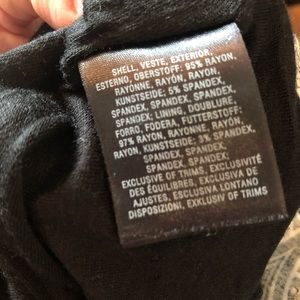 SHELL, VESTE, EXTERIOR,
ESTERNO, OBERSTOFF: 95% RAYON,
RAYONNE, RAYÓN, RAYON,
KUNSTSEIDE; 5% SPANDEX,
SPANDEX, SPANDEX, SPANDEX,
SPANDEX; LINING, DOUBLURE,
FORRO, FODERA, FUTTERSTOFF:
97% RAYON, RAYONNE, RAYÓN,
RAYON, KUNSTSEIDE; 3% SPANDEX,
SPANDEX, SPANDEX,
SPANDEX, SPANDEX
EXCLUSIVE OF TRIMS, EXCLUSIVITÉ
DES ÉQUILIBRES, EXCLUSIVA DE
AJUSTES, ESCLUSIVA LONTANO
DISPOSIZIONI, EXKLUSIV OF TRIMS